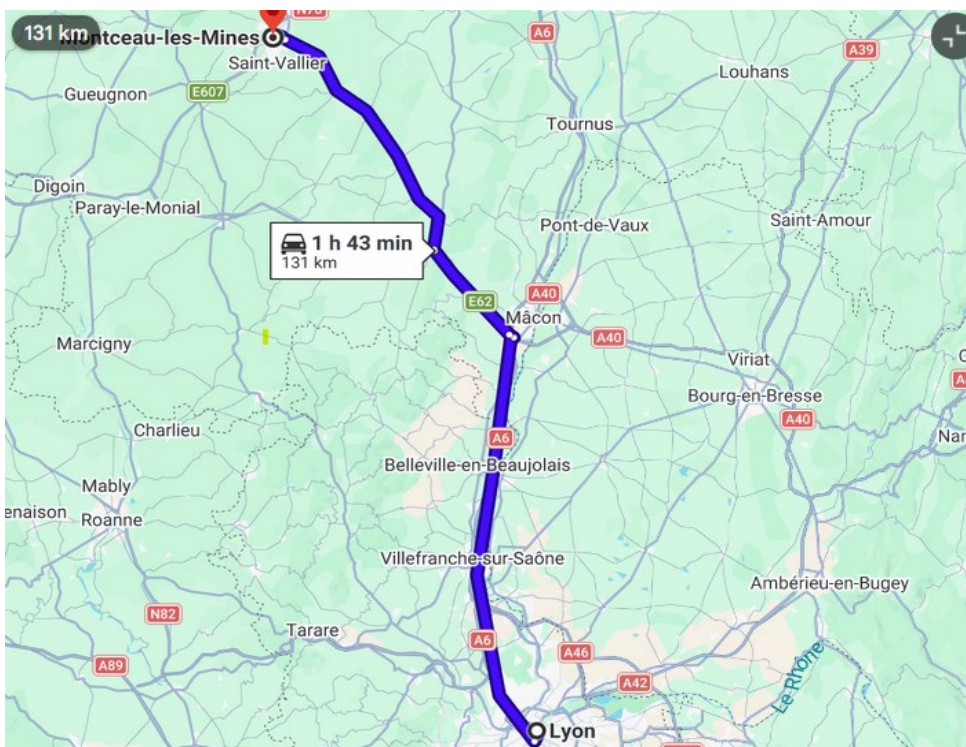 N70
131 km
Montceau-les-Mines
A6
A39
Saint-Vallier
Louhans
Gueugnon
E607
Tournus
Digoin
Paray-le-Monial
Saint-Amour
Pont-de-Vaux
1 h 43 min
131 km
A40
E62
Mâcon
A40
Marcigny
Viriat
Bourg-en-Bresse
A40
Charlieu
A6
Belleville-en-Beaujolais
Mably
enaison
Roanne
Villefranche-sur-Saône
Ambérieu-en-Bugey
N82
Tarare
A6
A46
A89
A42
Le Rhône
Lyon